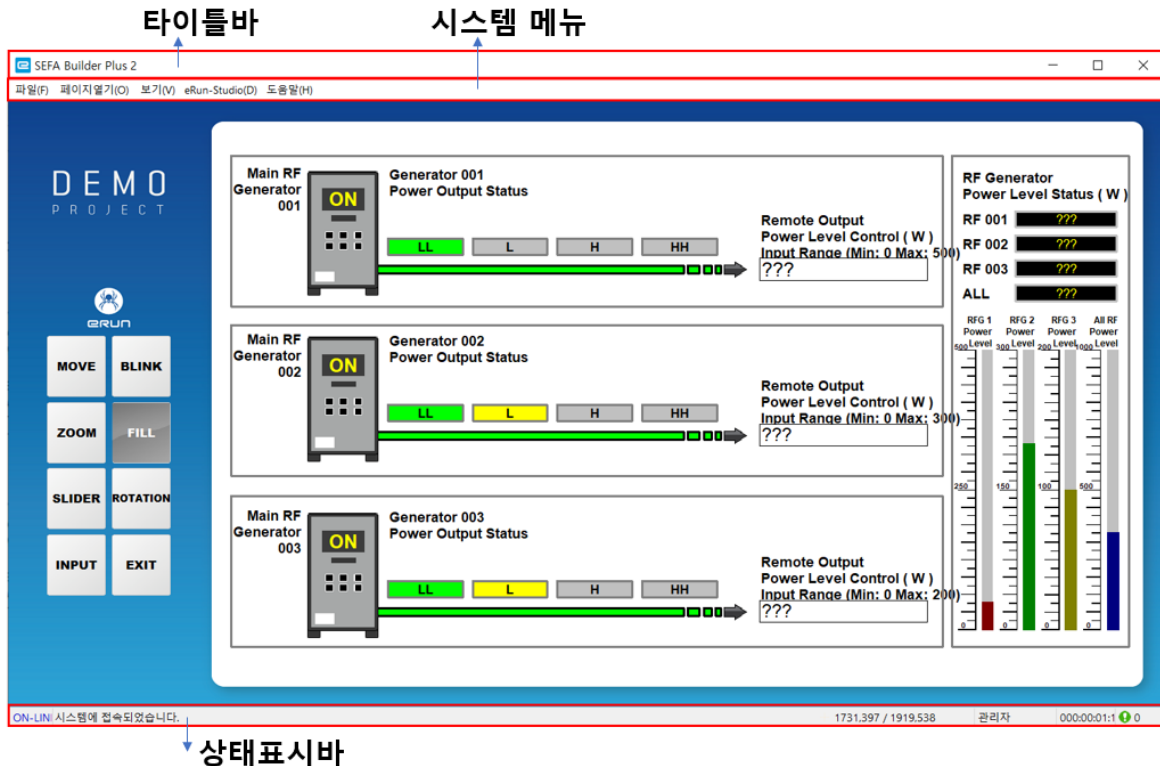 타이틀바 시스템 메뉴
SEFA Builder Plus 2
파일(F) 페이지열기(O) 보기(V) eRun-Studio(D) 도움말(H)
DEMO
PROJECT
eRUN
MOVE BLINK
ZOOM FILL
SLIDER ROTATION
INPUT EXIT
Main RF
Generator
001
ON
Generator 001
Power Output Status
LL L H HH
Remote Output
Power Level Control ( W )
Input Range (Min: 0 Max: 500)
???
Main RF
Generator
002
ON
Generator 002
Power Output Status
LL L H HH
Remote Output
Power Level Control ( W )
Input Range (Min: 0 Max: 300)
???
Main RF
Generator
003
ON
Generator 003
Power Output Status
LL L H HH
Remote Output
Power Level Control ( W )
Input Range (Min: 0 Max: 200)
???
RF Generator
Power Level Status ( W )
RF 001 ???
RF 002 ???
RF 003 ???
ALL ???
RFG 1 RFG 2 RFG 3 All RF
Power Power Power Power
Level Level Level Level
500 300 200 1000
250 150 100 500
0 0 0 0
ON-LIN 시스템에 접속되었습니다. 1731,397 / 1919,538 관리자 000:00:01:1 0
상태표시바